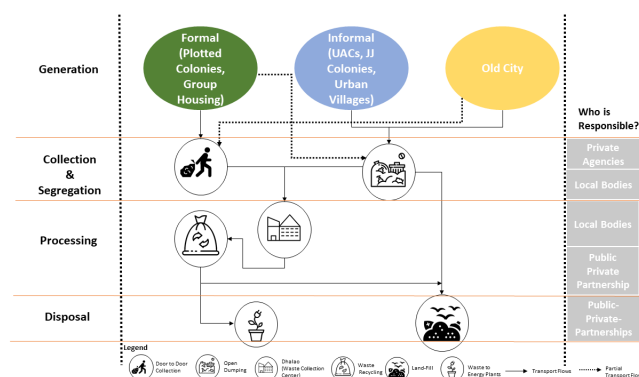 Formal
(Plotted
Colonies,
Group
Housing)
Informal
(UACs, JJ
Colonies,
Urban
Villages)
Old City
Generation
Who is
Responsible?
Collection
&
Segregation
Private
Agencies
Local Bodies
Processing
Local Bodies
Public
Private
Partnership
Disposal
Public-
Private-
Partnerships
Legend
Door to Door
Collection
Open
Dumping
Dhalao
(Waste Collection
Center)
Waste
Recycling
Land-Fill
Waste to
Energy Plants
Transport Flows
Partial
Transport